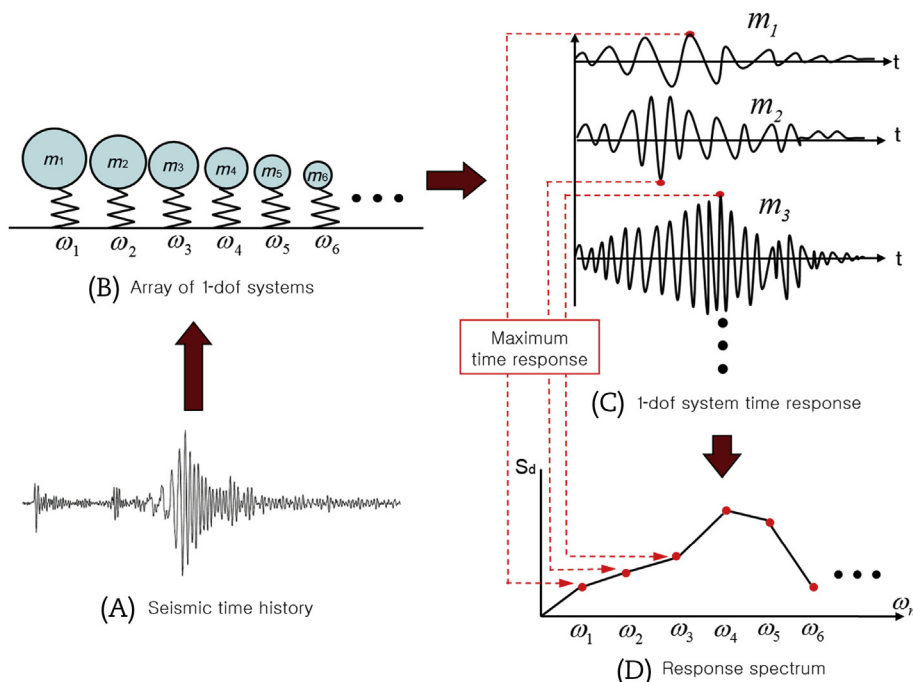 m1 m2 m3 m4 m5 m6
ω1 ω2 ω3 ω4 ω5 ω6
(B) Array of 1-dof systems
(A) Seismic time history
m1
t
m2
t
m3
t
Maximum
time response
(C) 1-dof system time response
Sd
ωn
ω1 ω2 ω3 ω4 ω5 ω6
(D) Response spectrum